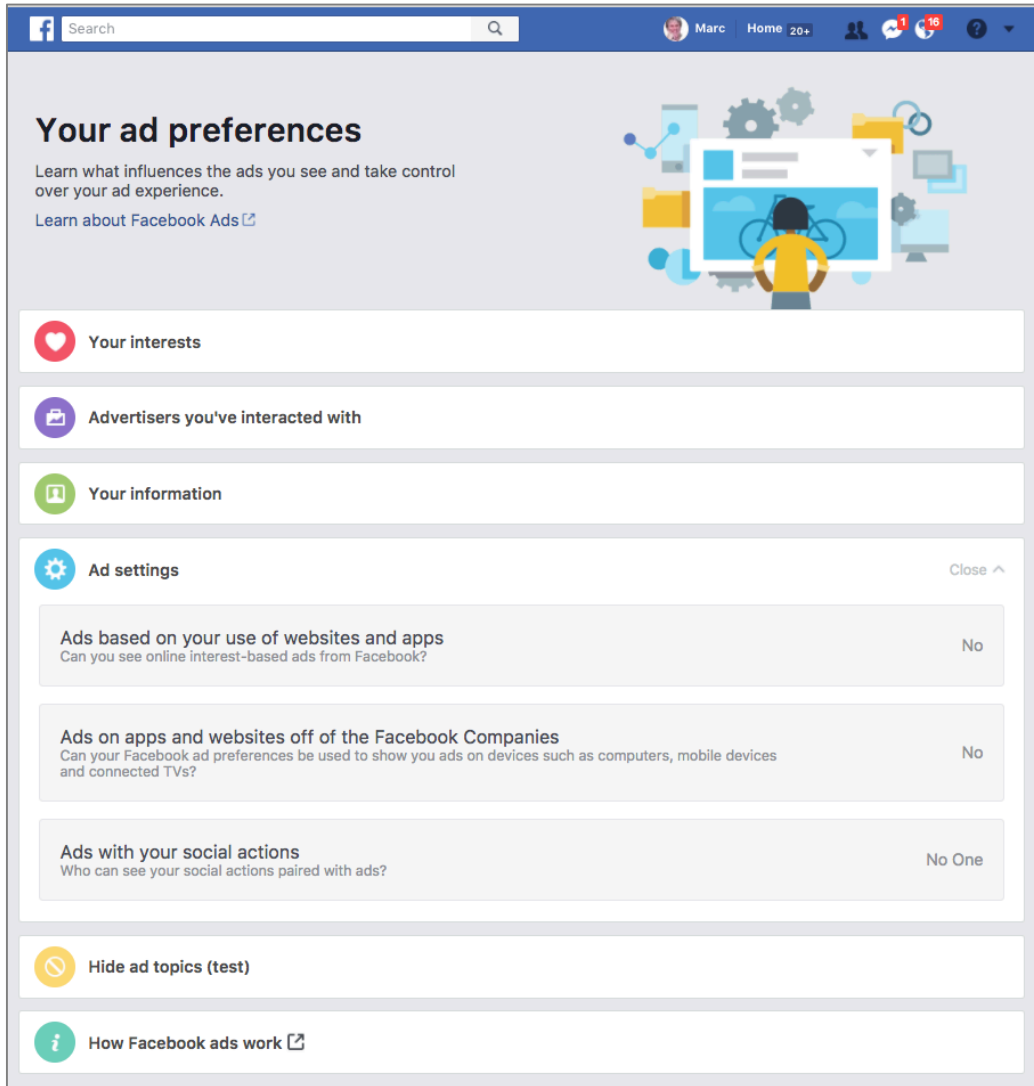 f
Search
Marc
Home 20+
1
16
?
Your ad preferences
Learn what influences the ads you see and take control
over your ad experience.
Learn about Facebook Ads
Your interests
Advertisers you've interacted with
Your information
Ad settings
Close
Ads based on your use of websites and apps
Can you see online interest-based ads from Facebook?
No
Ads on apps and websites off of the Facebook Companies
Can your Facebook ad preferences be used to show you ads on devices such as computers, mobile devices
and connected TVs?
No
Ads with your social actions
Who can see your social actions paired with ads?
No One
Hide ad topics (test)
i
How Facebook ads work